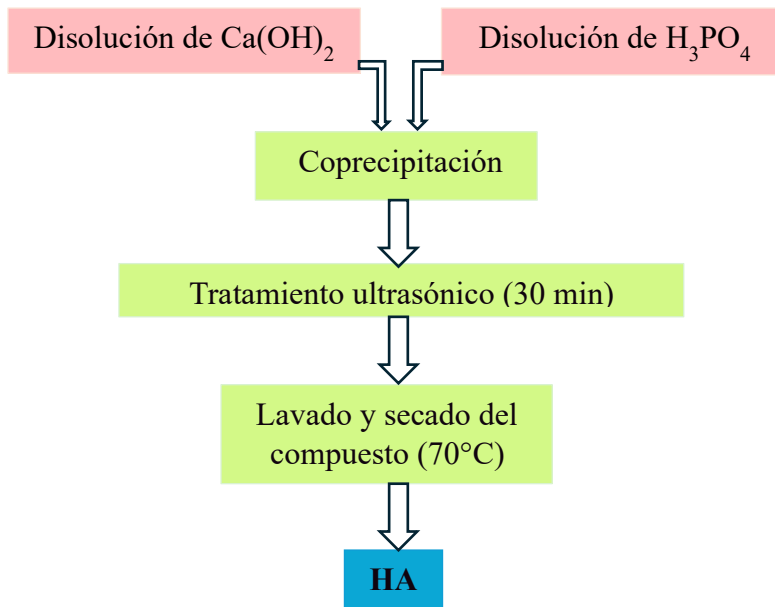 Disolución de Ca(OH)₂
Disolución de H₃PO₄
Coprecipitación
Tratamiento ultrasónico (30 min)
Lavado y secado del
compuesto (70°C)
HA